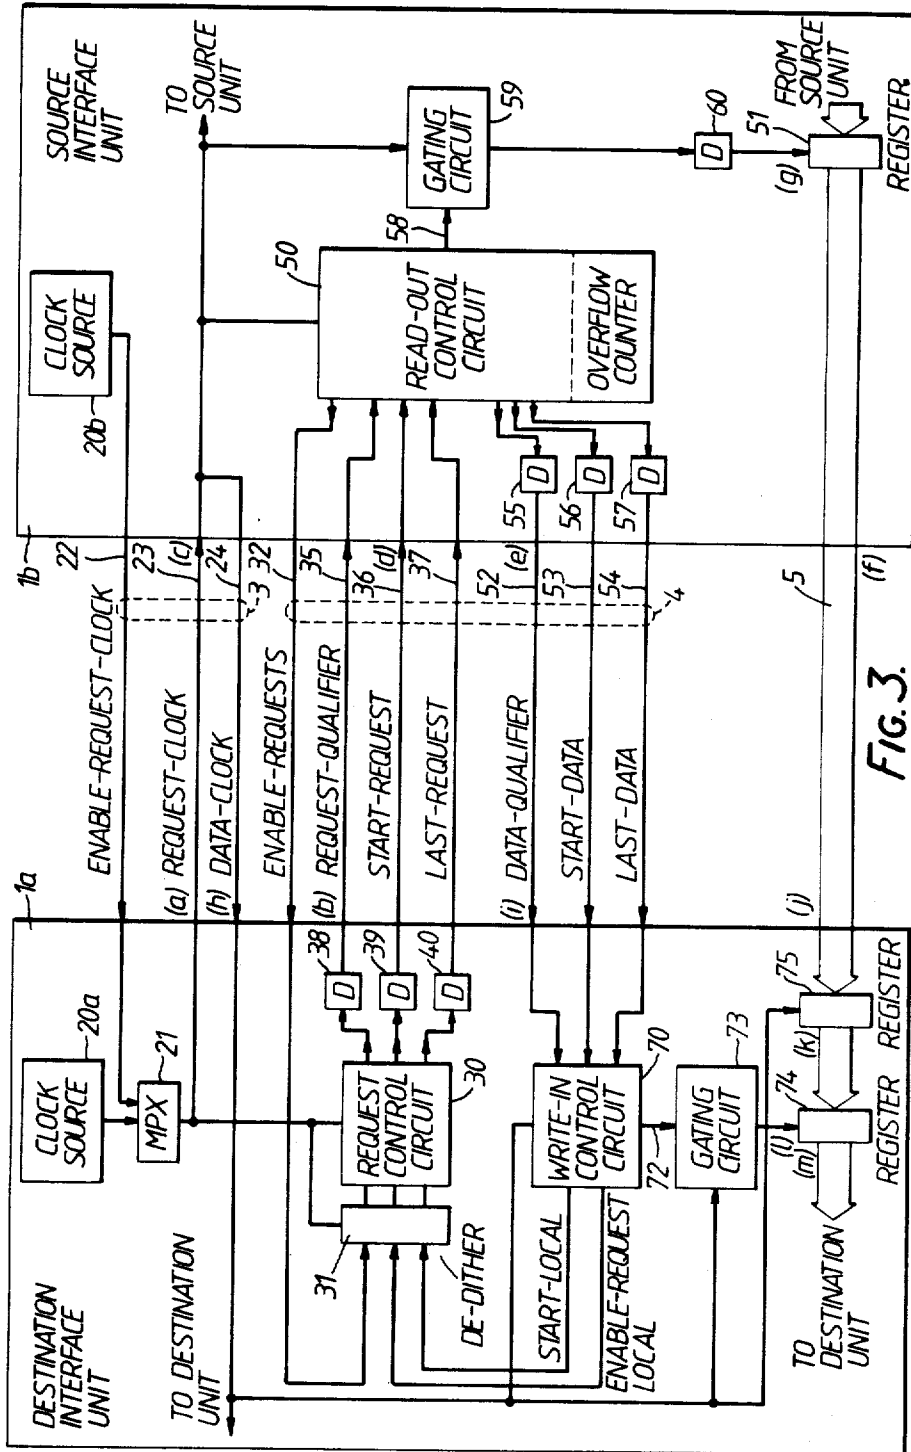 1a
DESTINATION
INTERFACE
UNIT
CLOCK
SOURCE
20a
MPX
21
TO DESTINATION
UNIT
31
REQUEST
CONTROL
CIRCUIT
30
D
38
D
39
D
40
DE-DITHER
START-LOCAL
ENABLE-REQUEST
LOCAL
WRITE-IN
CONTROL
CIRCUIT
70
72
GATING
CIRCUIT
73
74
(l)
(m)
REGISTER
75
(k)
REGISTER
TO
DESTINATION
UNIT
ENABLE-REQUEST-CLOCK
22
(a) REQUEST-CLOCK
23
(c)
(h) DATA-CLOCK
24
3
ENABLE-REQUESTS
32
(b) REQUEST-QUALIFIER
35
START-REQUEST
36
(d)
LAST-REQUEST
37
(i) DATA-QUALIFIER
52
(e)
START-DATA
53
LAST-DATA
54
4
(j)
5
(f)
1b
SOURCE
INTERFACE
UNIT
CLOCK
SOURCE
20b
TO
SOURCE
UNIT
50
READ-OUT
CONTROL
CIRCUIT
OVERFLOW
COUNTER
D
55
D
56
D
57
58
GATING
CIRCUIT
59
D
60
FROM
SOURCE
UNIT
51
(g)
REGISTER
FIG. 3.